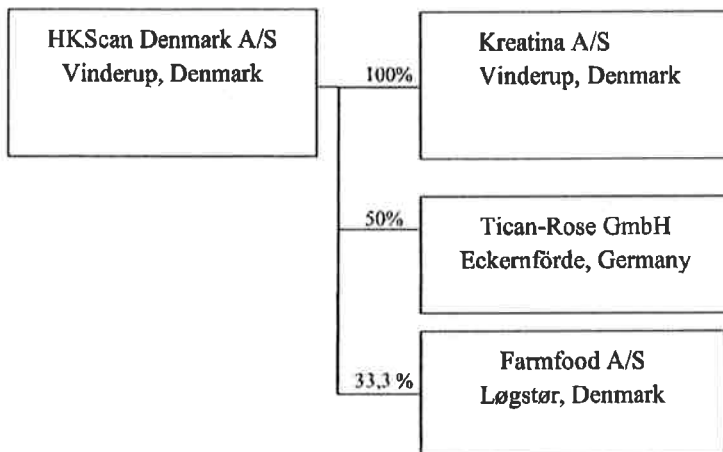 HKScan Denmark A/S
Vinderup, Denmark
100%
Kreatina A/S
Vinderup, Denmark
50%
Tican-Rose GmbH
Eckernförde, Germany
33,3 %
Farmfood A/S
Løgstør, Denmark